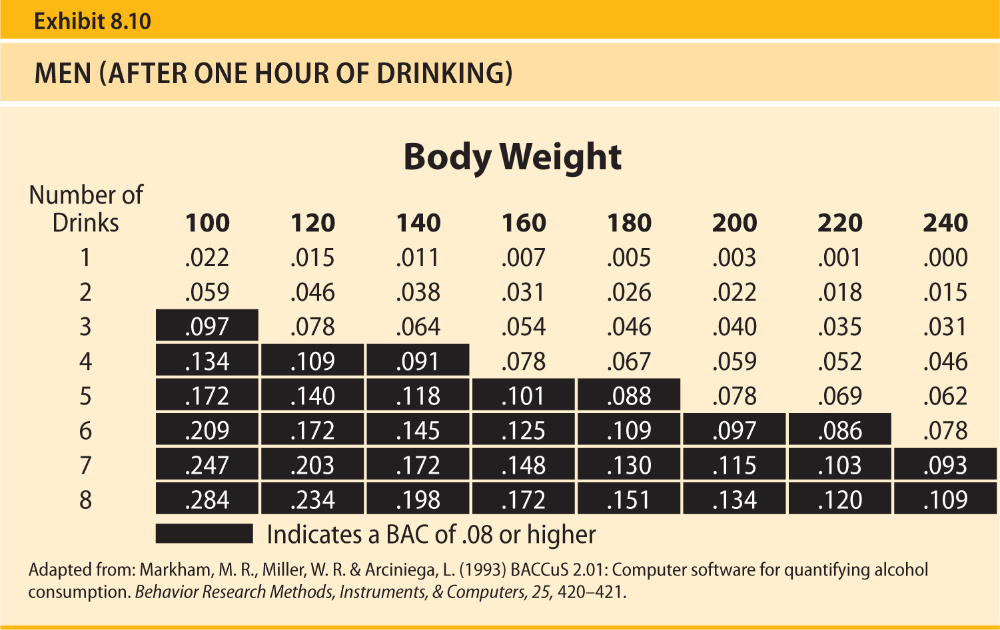 Exhibit 8.10
MEN (AFTER ONE HOUR OF DRINKING)
Body Weight
Number of
Drinks 100 120 140 160 180 200 220 240
1 .022 .015 .011 .007 .005 .003 .001 .000
2 .059 .046 .038 .031 .026 .022 .018 .015
3 .097 .078 .064 .054 .046 .040 .035 .031
4 .134 .109 .091 .078 .067 .059 .052 .046
5 .172 .140 .118 .101 .088 .078 .069 .062
6 .209 .172 .145 .125 .109 .097 .086 .078
7 .247 .203 .172 .148 .130 .115 .103 .093
8 .284 .234 .198 .172 .151 .134 .120 .109
Indicates a BAC of .08 or higher
Adapted from: Markham, M. R., Miller, W. R. & Arciniega, L. (1993) BACCuS 2.01: Computer software for quantifying alcohol
consumption. Behavior Research Methods, Instruments, & Computers, 25, 420–421.